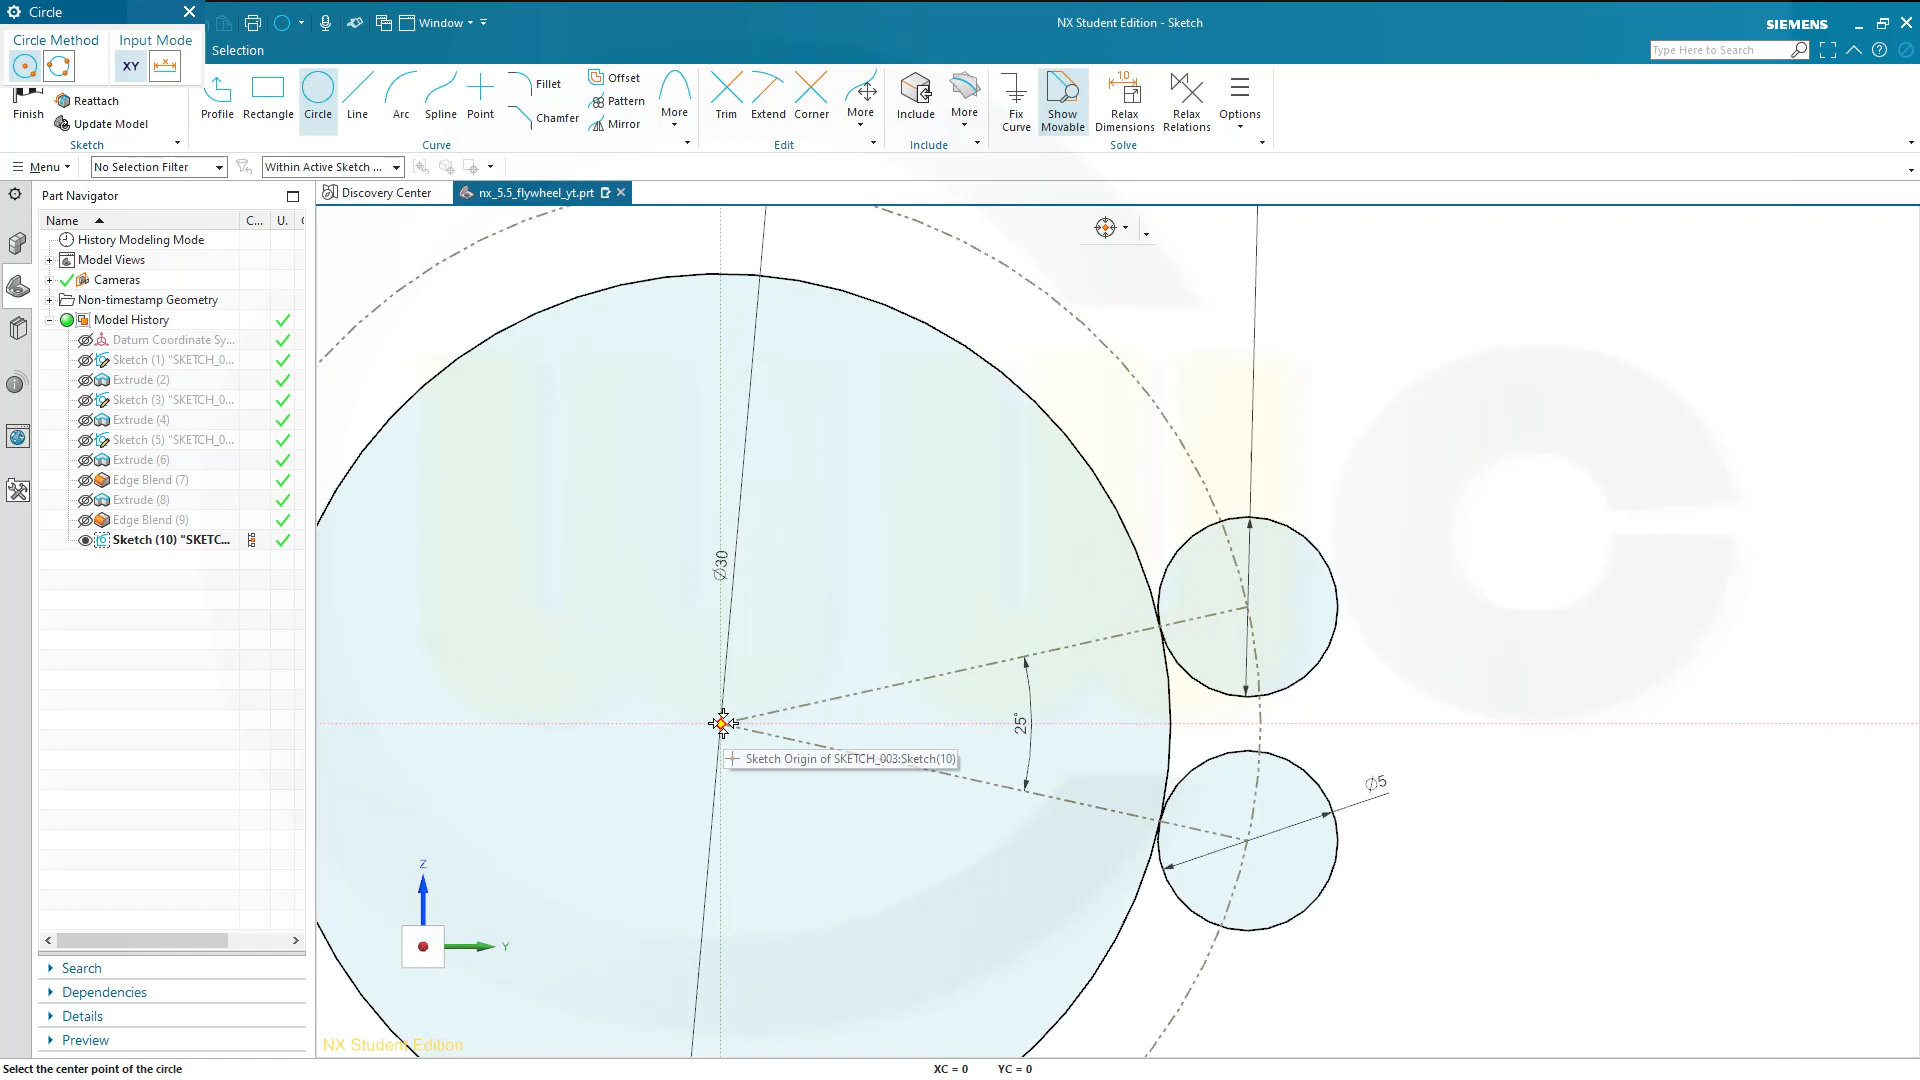 Circle
Window
NX Student Edition - Sketch
SIEMENS
Circle Method
Input Mode
Selection
Type Here to Search
XY
Finish
Reattach
Update Model
Profile
Rectangle
Circle
Line
Arc
Spline
Point
Fillet
Chamfer
Offset
Pattern
Mirror
More
Trim
Extend
Corner
More
Include
More
Fix
Curve
Show
Movable
1,0
Relax
Dimensions
Relax
Relations
Options
Sketch
Curve
Edit
Include
Solve
Menu
No Selection Filter
Within Active Sketch ...
Part Navigator
Discovery Center
nx_5.5_flywheel_yt.prt
Name
C...
U.
History Modeling Mode
Model Views
Cameras
Non-timestamp Geometry
Model History
Datum Coordinate Sy...
Sketch (1) "SKETCH_0...
Extrude (2)
Sketch (3) "SKETCH_0...
Extrude (4)
Sketch (5) "SKETCH_0...
Extrude (6)
Edge Blend (7)
Extrude (8)
Edge Blend (9)
Sketch (10) "SKETC...
Ø30
25°
Sketch Origin of SKETCH_003:Sketch(10)
Ø5
Z
Y
Search
Dependencies
Details
Preview
NX Student Edition
Select the center point of the circle
XC = 0
YC = 0